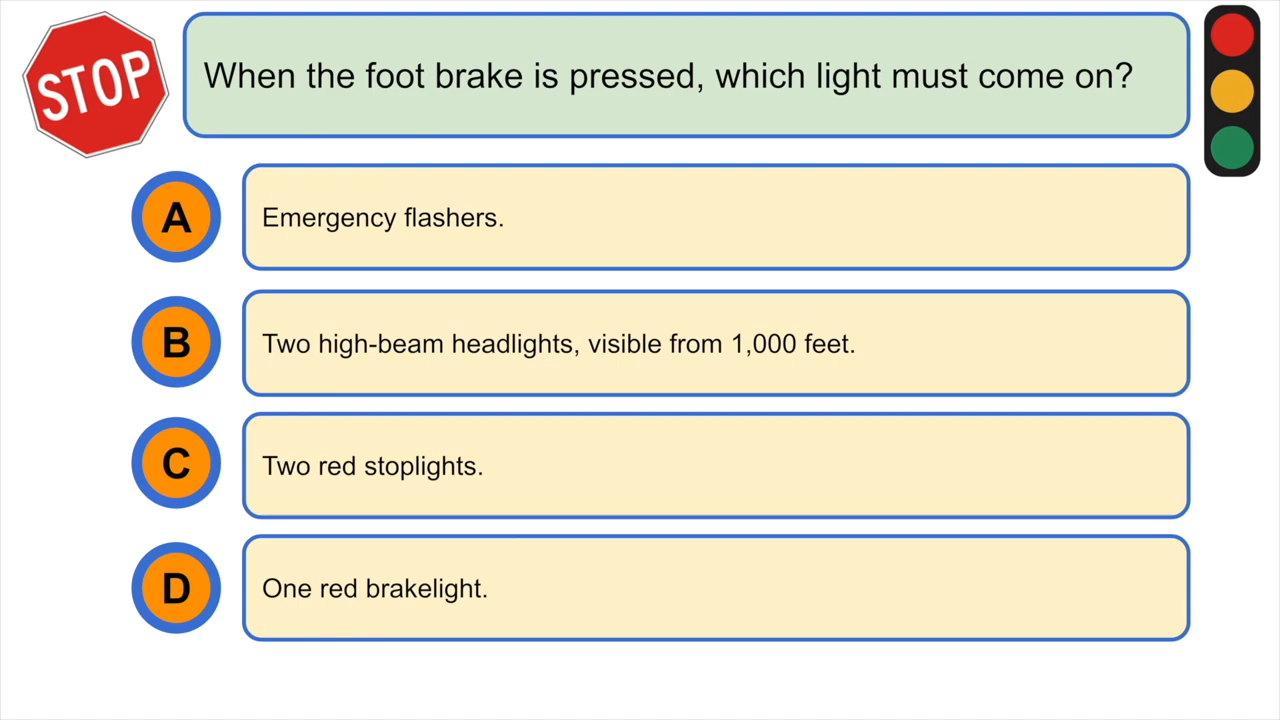 STOP
When the foot brake is pressed, which light must come on?
A
Emergency flashers.
B
Two high-beam headlights, visible from 1,000 feet.
C
Two red stoplights.
D
One red brakelight.